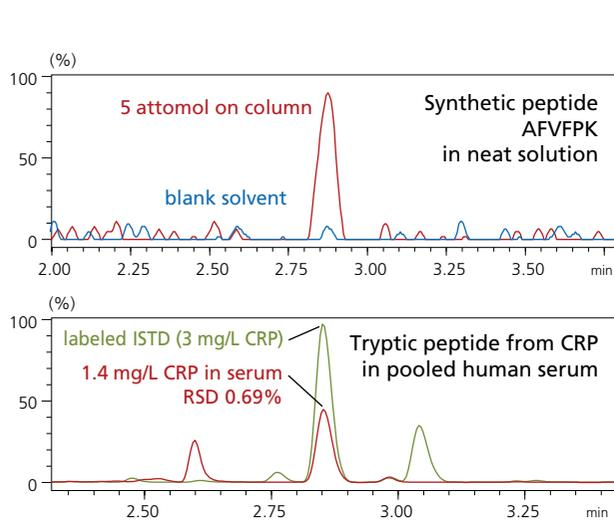 (%)
100
5 attomol on column
Synthetic peptide
AFVFPK
in neat solution
50
blank solvent
0
2.00 2.25 2.50 2.75 3.00 3.25 3.50 min
(%)
100
labeled ISTD (3 mg/L CRP)
Tryptic peptide from CRP
in pooled human serum
1.4 mg/L CRP in serum
RSD 0.69%
50
0
2.50 2.75 3.00 3.25 min